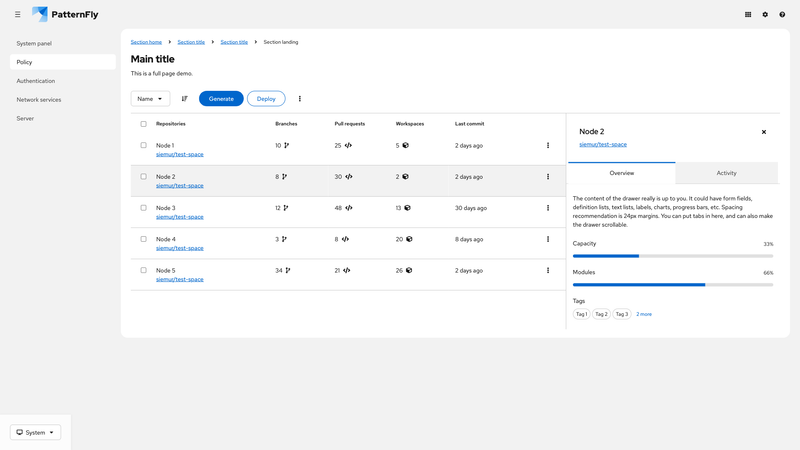 PatternFly
System panel
Policy
Authentication
Network services
Server
Section home
Section title
Section title
Section landing
Main title
This is a full page demo.
Name
Generate
Deploy
Repositories Branches Pull requests Workspaces Last commit
Node 1 10 25 5 2 days ago
siemur/test-space
Node 2 8 30 2 2 days ago
siemur/test-space
Node 3 12 48 13 30 days ago
siemur/test-space
Node 4 3 8 20 8 days ago
siemur/test-space
Node 5 34 21 26 2 days ago
siemur/test-space
Node 2
siemur/test-space
Overview Activity
The content of the drawer really is up to you. It could have form fields,
definition lists, text lists, labels, charts, progress bars, etc. Spacing
recommendation is 24px margins. You can put tabs in here, and can also make
the drawer scrollable.
Capacity 33%
Modules 66%
Tags
Tag 1 Tag 2 Tag 3 2 more
System